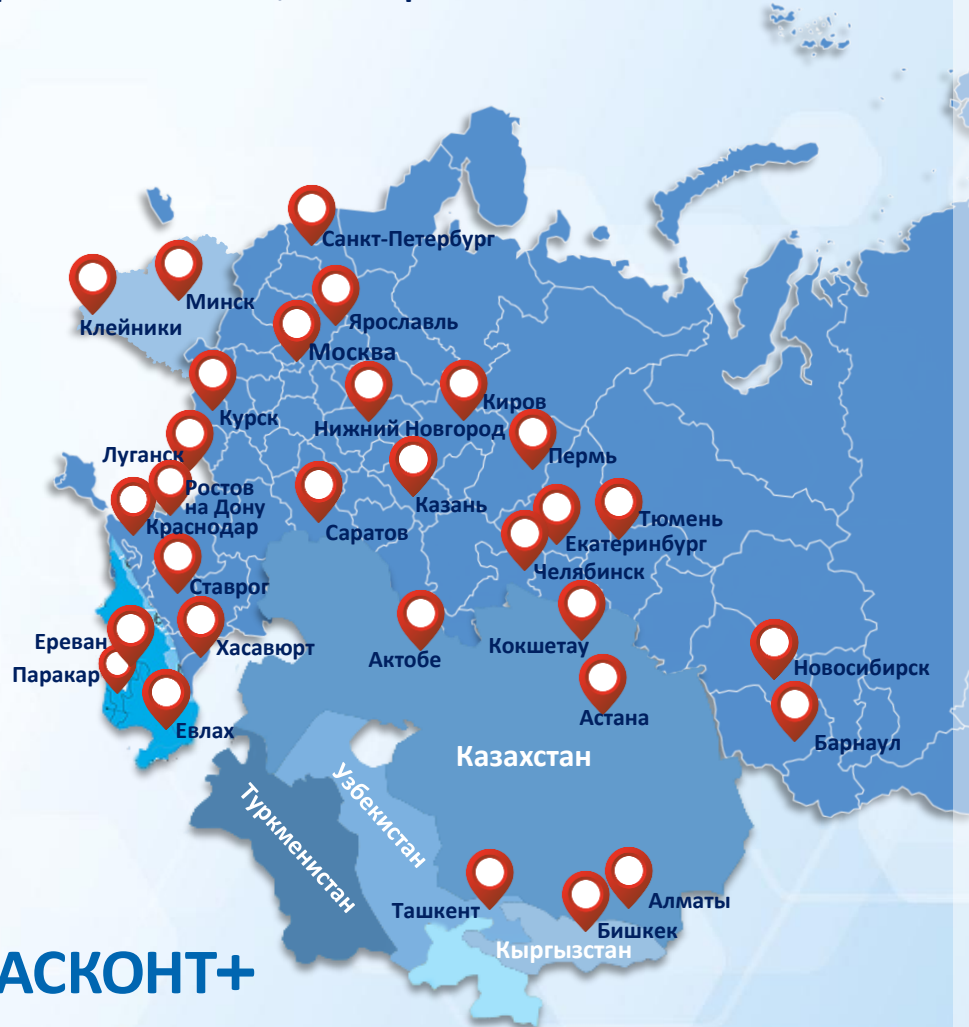 Санкт-Петербург
Минск
Клейники
Ярославль
Москва
Киров
Курск
Нижний Новгород
Луганск
Пермь
Ростов
на Дону
Казань
Краснодар
Саратов
Тюмень
Екатеринбург
Челябинск
Ставрог
Ереван
Хасавюрт
Актобе
Кокшетау
Паракар
Новосибирск
Астана
Евлах
Барнаул
Казахстан
Узбекистан
Туркменистан
Алматы
Ташкент
Бишкек
Кыргызстан
АСКОНТ+